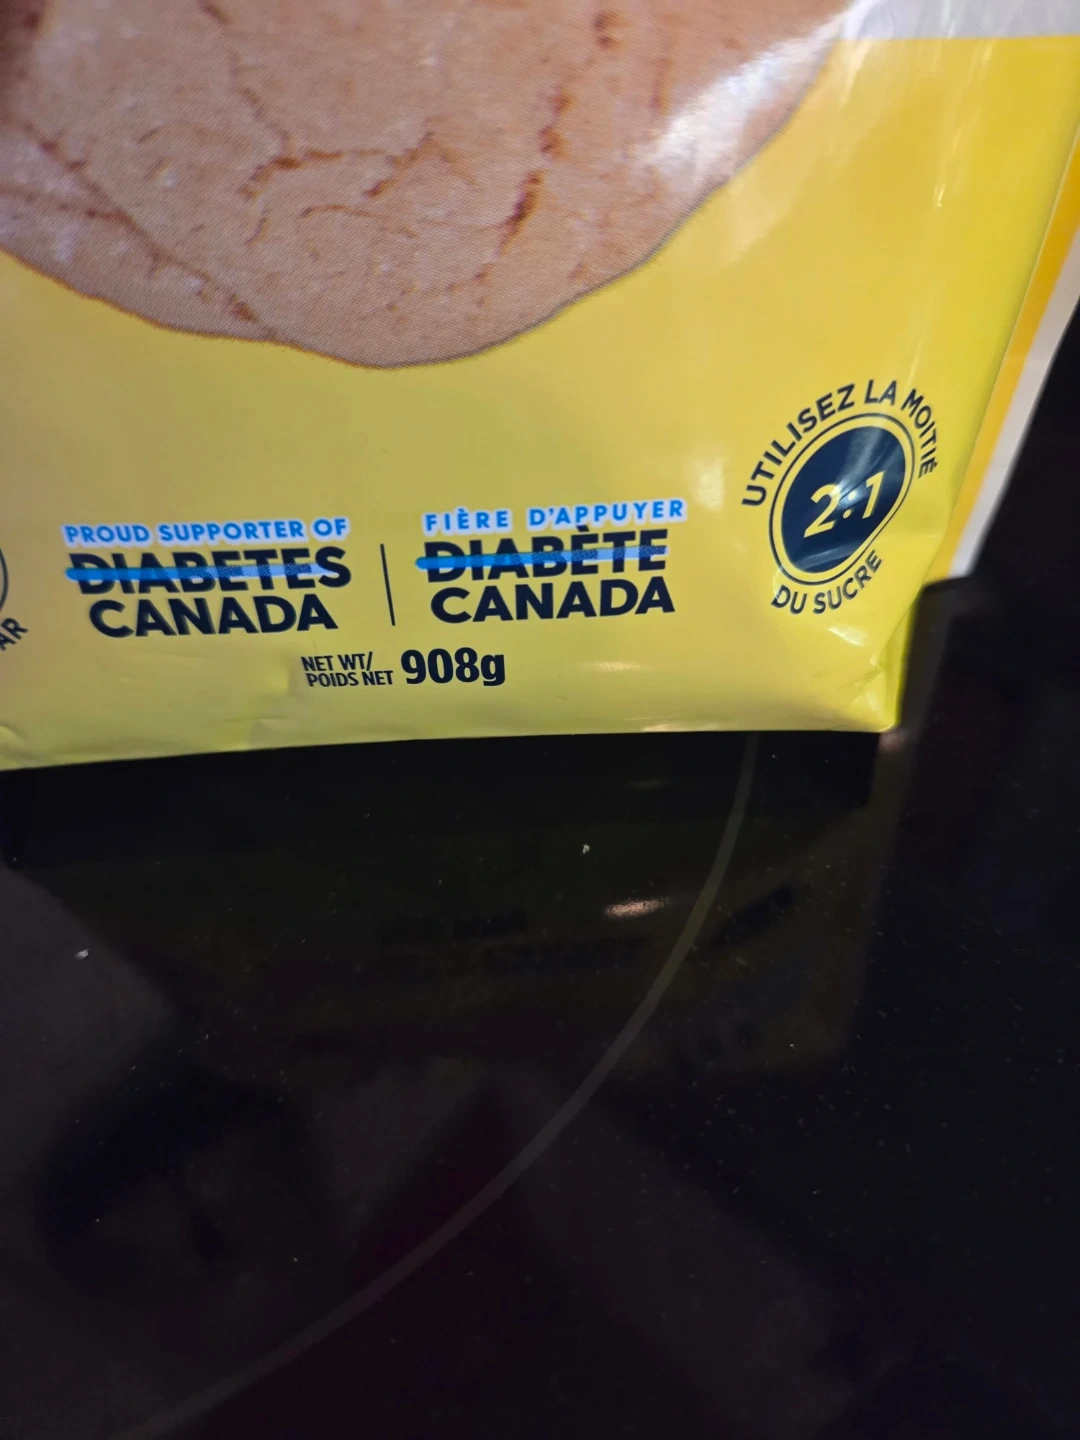 AR
PROUD SUPPORTER OF
DIABETES
CANADA
FIÈRE D'APPUYER
DIABÈTE
CANADA
NET WT/
POIDS NET
908g
UTILISEZ LA MOITIÉ
2:1
DU SUCRE